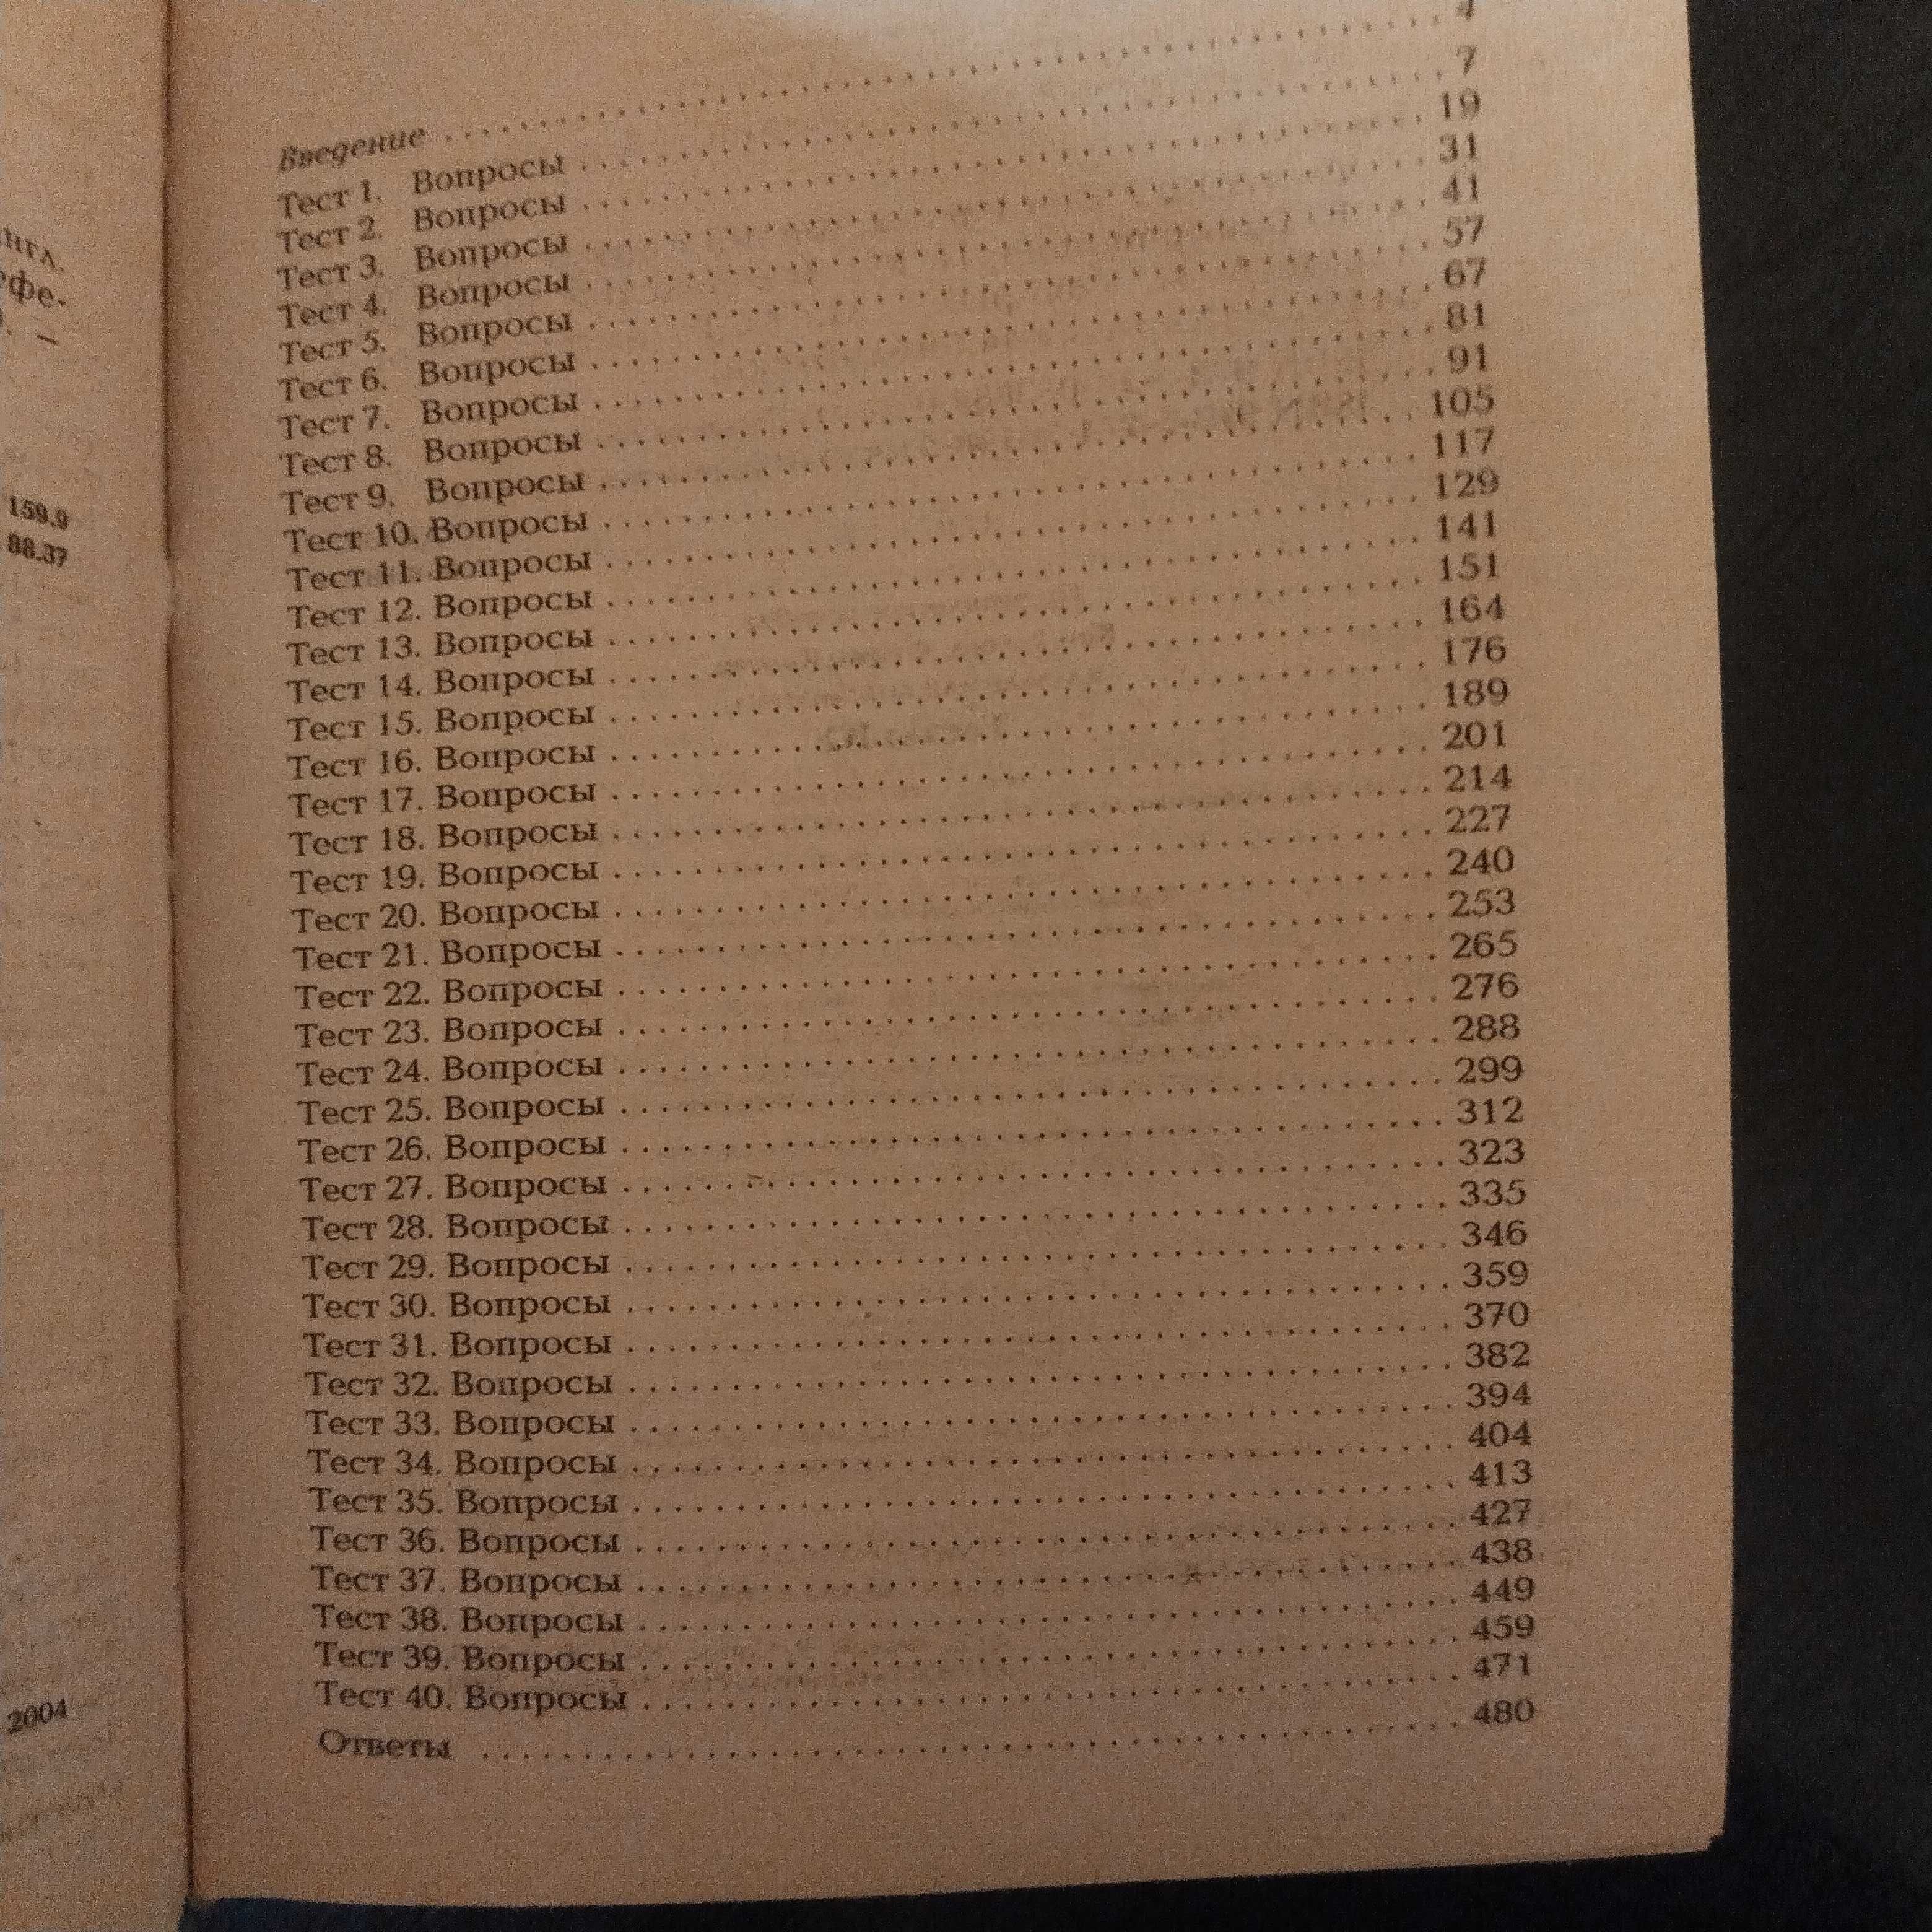 нгл.
ефе-
. –
159.9
88.37
2004
Введение . . . . . . . . . . . . . . . . . . . . 4
Тест 1. Вопросы . . . . . . . . . . . . . . . . . . . . 7
Тест 2. Вопросы . . . . . . . . . . . . . . . . . . . . 19
Тест 3. Вопросы . . . . . . . . . . . . . . . . . . . . 31
Тест 4. Вопросы . . . . . . . . . . . . . . . . . . . . 41
Тест 5. Вопросы . . . . . . . . . . . . . . . . . . . . 57
Тест 6. Вопросы . . . . . . . . . . . . . . . . . . . . 67
Тест 7. Вопросы . . . . . . . . . . . . . . . . . . . . 81
Тест 8. Вопросы . . . . . . . . . . . . . . . . . . . . 91
Тест 9. Вопросы . . . . . . . . . . . . . . . . . . . . 105
Тест 10. Вопросы . . . . . . . . . . . . . . . . . . . . 117
Тест 11. Вопросы . . . . . . . . . . . . . . . . . . . . 129
Тест 12. Вопросы . . . . . . . . . . . . . . . . . . . . 141
Тест 13. Вопросы . . . . . . . . . . . . . . . . . . . . 151
Тест 14. Вопросы . . . . . . . . . . . . . . . . . . . . 164
Тест 15. Вопросы . . . . . . . . . . . . . . . . . . . . 176
Тест 16. Вопросы . . . . . . . . . . . . . . . . . . . . 189
Тест 17. Вопросы . . . . . . . . . . . . . . . . . . . . 201
Тест 18. Вопросы . . . . . . . . . . . . . . . . . . . . 214
Тест 19. Вопросы . . . . . . . . . . . . . . . . . . . . 227
Тест 20. Вопросы . . . . . . . . . . . . . . . . . . . . 240
Тест 21. Вопросы . . . . . . . . . . . . . . . . . . . . 253
Тест 22. Вопросы . . . . . . . . . . . . . . . . . . . . 265
Тест 23. Вопросы . . . . . . . . . . . . . . . . . . . . 276
Тест 24. Вопросы . . . . . . . . . . . . . . . . . . . . 288
Тест 25. Вопросы . . . . . . . . . . . . . . . . . . . . 299
Тест 26. Вопросы . . . . . . . . . . . . . . . . . . . . 312
Тест 27. Вопросы . . . . . . . . . . . . . . . . . . . . 323
Тест 28. Вопросы . . . . . . . . . . . . . . . . . . . . 335
Тест 29. Вопросы . . . . . . . . . . . . . . . . . . . . 346
Тест 30. Вопросы . . . . . . . . . . . . . . . . . . . . 359
Тест 31. Вопросы . . . . . . . . . . . . . . . . . . . . 370
Тест 32. Вопросы . . . . . . . . . . . . . . . . . . . . 382
Тест 33. Вопросы . . . . . . . . . . . . . . . . . . . . 394
Тест 34. Вопросы . . . . . . . . . . . . . . . . . . . . 404
Тест 35. Вопросы . . . . . . . . . . . . . . . . . . . . 413
Тест 36. Вопросы . . . . . . . . . . . . . . . . . . . . 427
Тест 37. Вопросы . . . . . . . . . . . . . . . . . . . . 438
Тест 38. Вопросы . . . . . . . . . . . . . . . . . . . . 449
Тест 39. Вопросы . . . . . . . . . . . . . . . . . . . . 459
Тест 40. Вопросы . . . . . . . . . . . . . . . . . . . . 471
Ответы . . . . . . . . . . . . . . . . . . . . 480